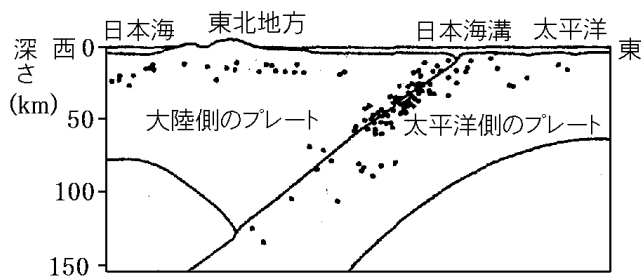 日本海 東北地方 日本海溝 太平洋
深さ (km)
西 0 東
50
100
150
大陸側のプレート 太平洋側のプレート